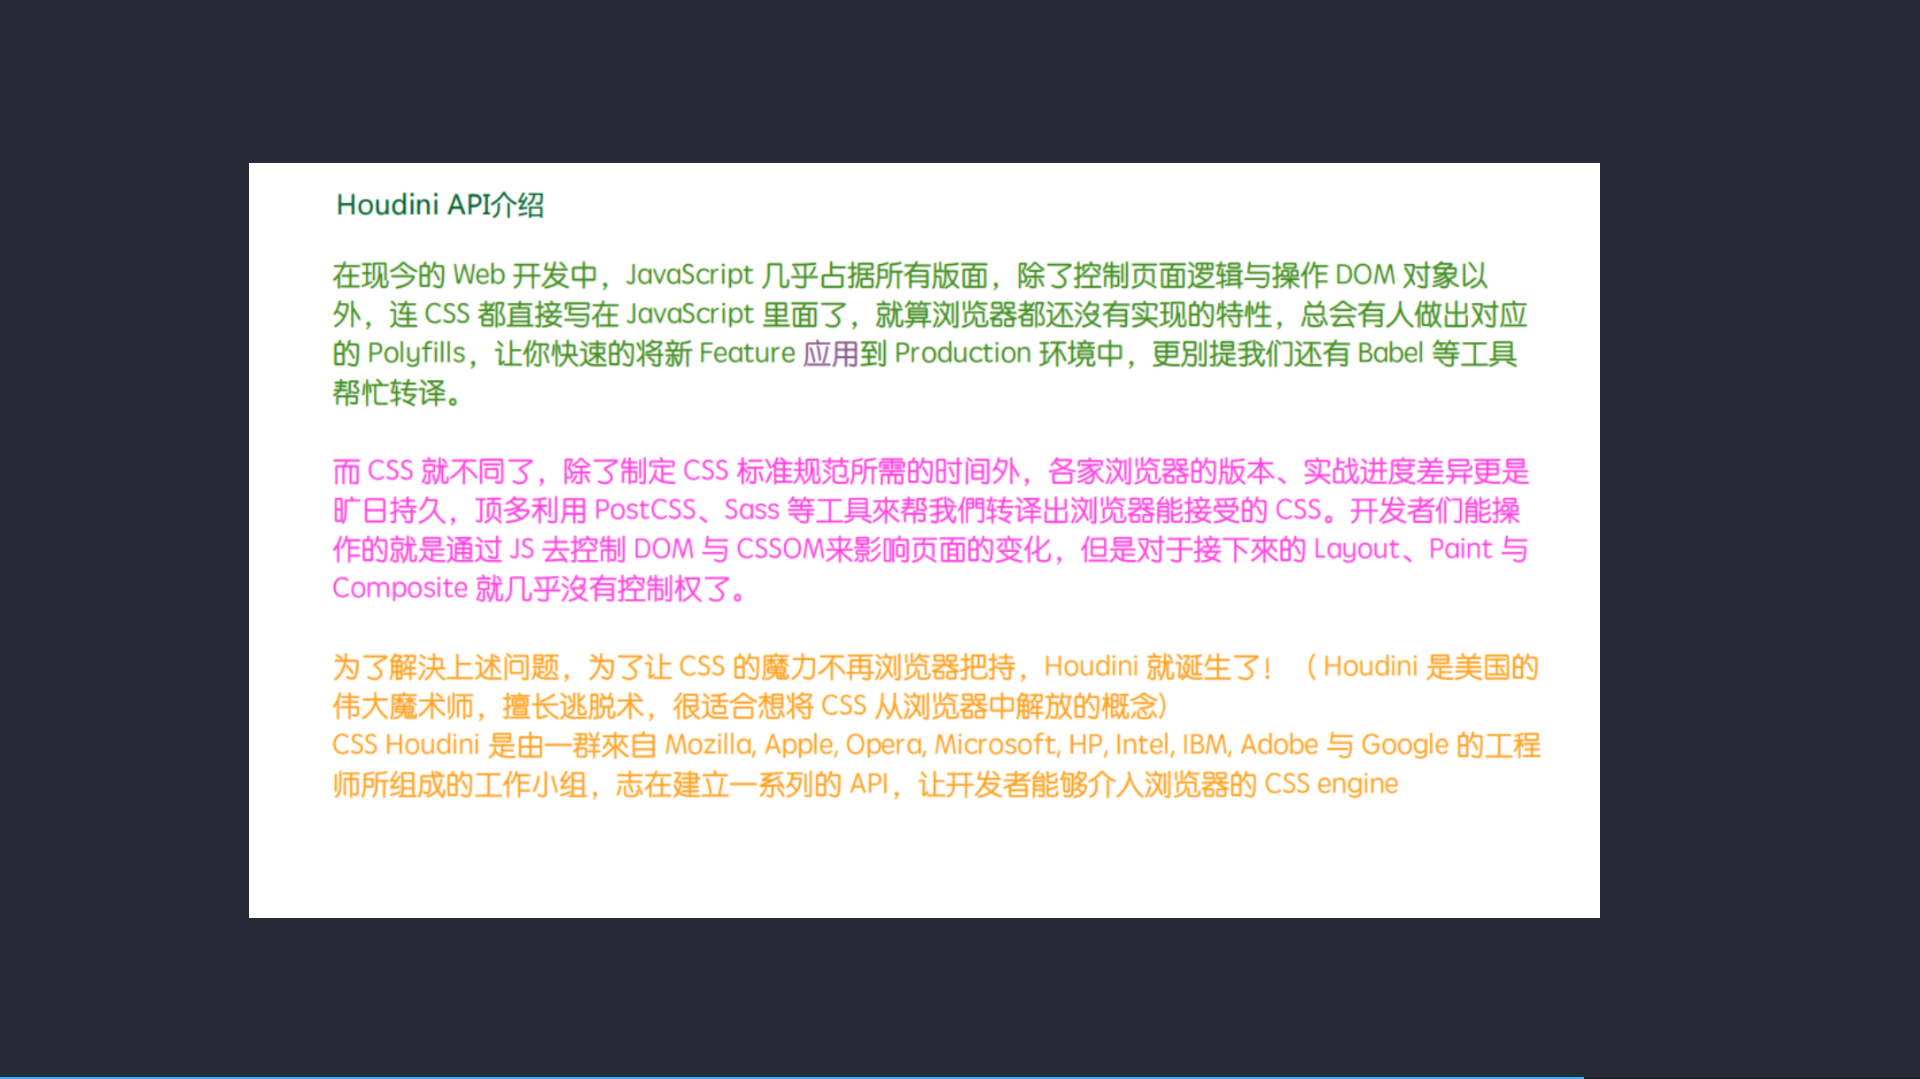 Houdini API介绍
在现今的 Web 开发中，JavaScript 几乎占据所有版面，除了控制页面逻辑与操作 DOM 对象以
外，连 CSS 都直接写在 JavaScript 里面了，就算浏览器都还沒有实现的特性，总会有人做出对应
的 Polyfills，让你快速的将新 Feature 应用到 Production 环境中，更別提我们还有 Babel 等工具
帮忙转译。
而 CSS 就不同了，除了制定 CSS 标准规范所需的时间外，各家浏览器的版本、实战进度差异更是
旷日持久，顶多利用 PostCSS、Sass 等工具來帮我們转译出浏览器能接受的 CSS。开发者们能操
作的就是通过 JS 去控制 DOM 与 CSSOM来影响页面的变化，但是对于接下來的 Layout、Paint 与
Composite 就几乎沒有控制权了。
为了解決上述问题，为了让 CSS 的魔力不再浏览器把持，Houdini 就诞生了！（ Houdini 是美国的
伟大魔术师，擅长逃脱术，很适合想将 CSS 从浏览器中解放的概念）
CSS Houdini 是由一群來自 Mozilla, Apple, Opera, Microsoft, HP, Intel, IBM, Adobe 与 Google 的工程
师所组成的工作小组，志在建立一系列的 API，让开发者能够介入浏览器的 CSS engine